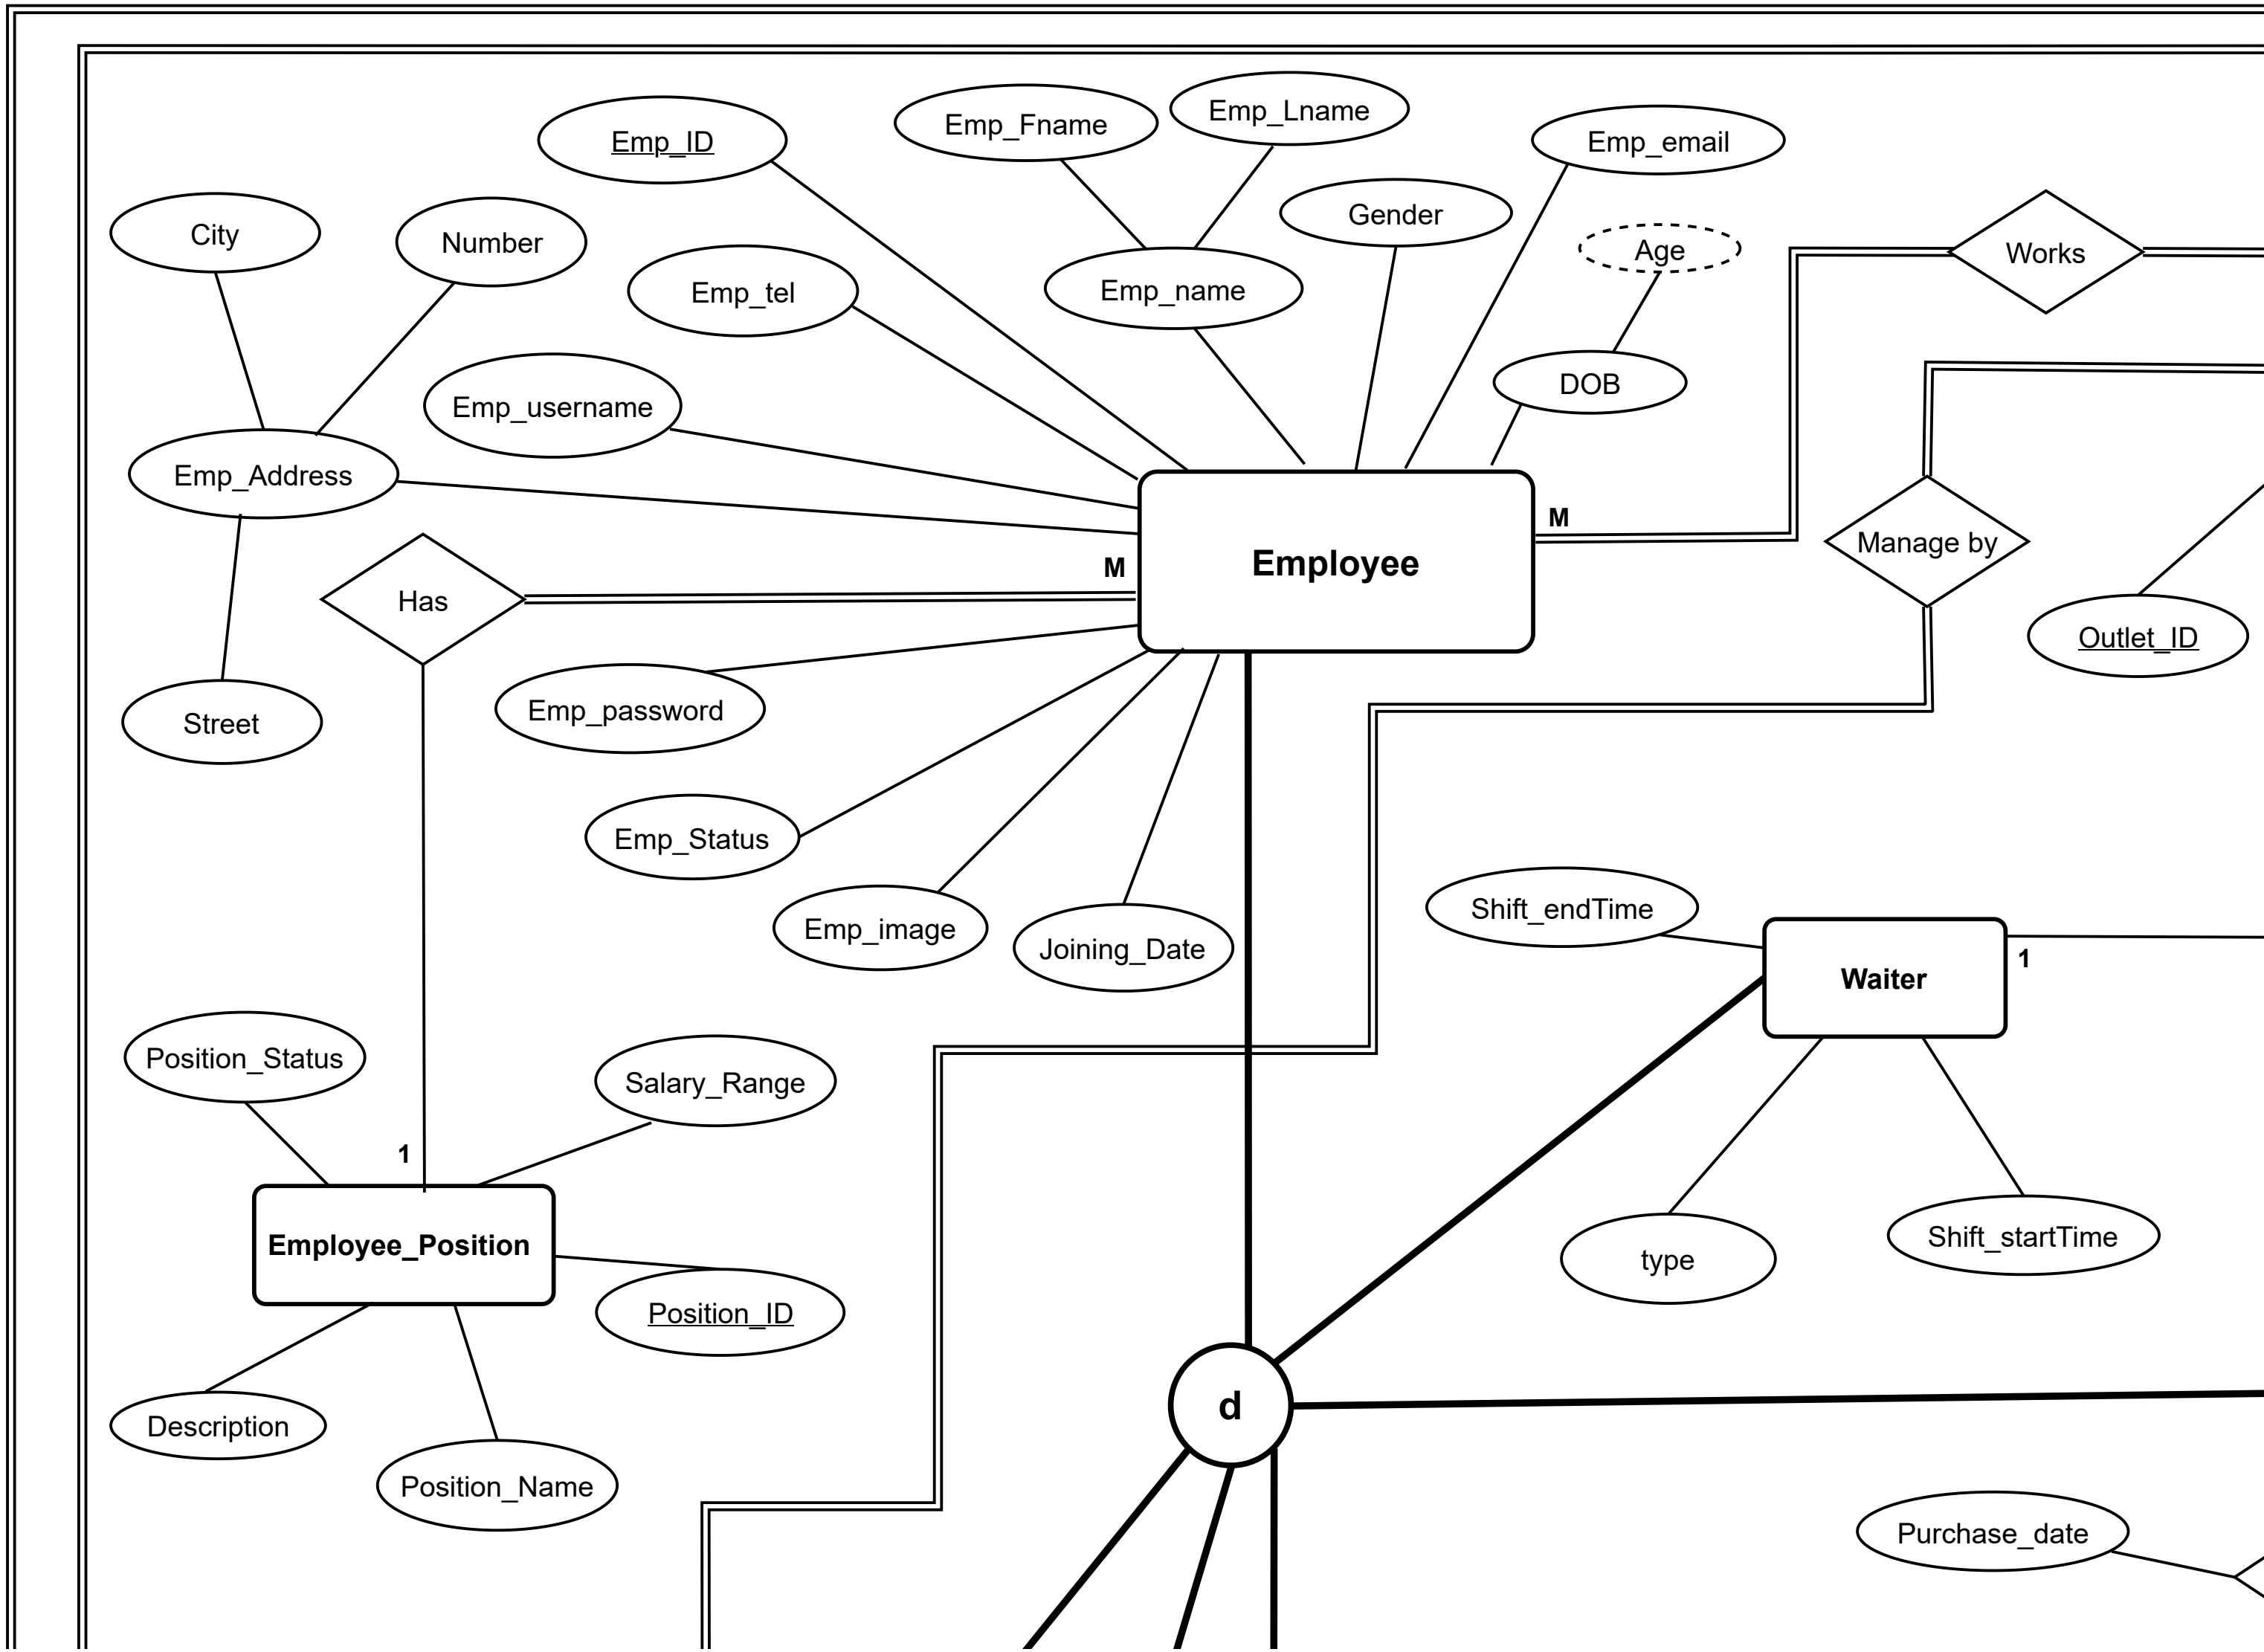 Emp_Fname
Emp_Lname
Emp_ID
Emp_email
Gender
City
Number
Age
Works
Emp_tel
Emp_name
DOB
Emp_username
Emp_Address
M
Manage by
Employee
M
Has
Outlet_ID
Emp_password
Street
Emp_Status
Shift_endTime
Emp_image
Joining_Date
1
Waiter
Position_Status
Salary_Range
1
Shift_startTime
Employee_Position
type
Position_ID
d
Description
Position_Name
Purchase_date